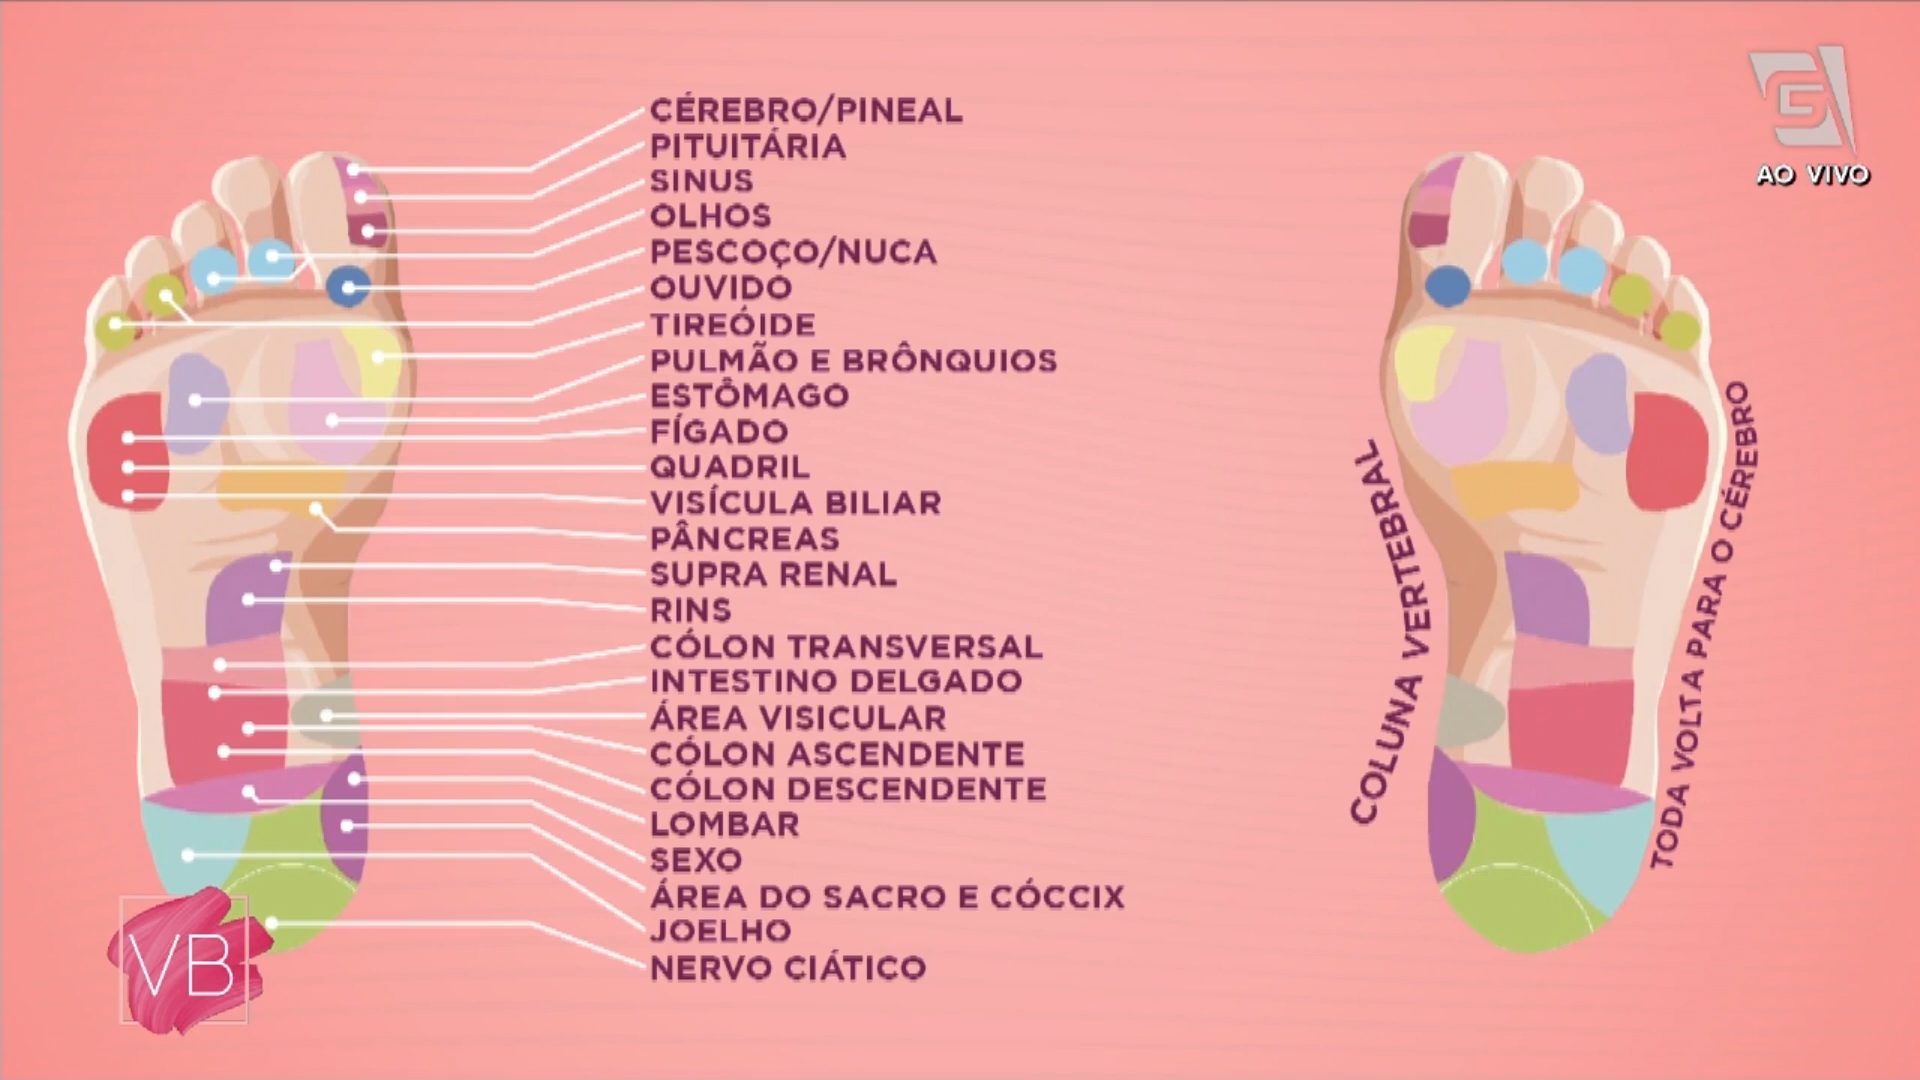 CÉREBRO/PINEAL
PITUITÁRIA
SINUS
OLHOS
PESCOÇO/NUCA
OUVIDO
TIREÓIDE
PULMÃO E BRÔNQUIOS
ESTÔMAGO
FÍGADO
QUADRIL
VISÍCULA BILIAR
PÂNCREAS
SUPRA RENAL
RINS
CÓLON TRANSVERSAL
INTESTINO DELGADO
ÁREA VISICULAR
CÓLON ASCENDENTE
CÓLON DESCENDENTE
LOMBAR
SEXO
ÁREA DO SACRO E CÓCCIX
JOELHO
NERVO CIÁTICO
COLUNA VERTEBRAL
TODA VOLTA PARA O CÉREBRO
G
AO VIVO
VB